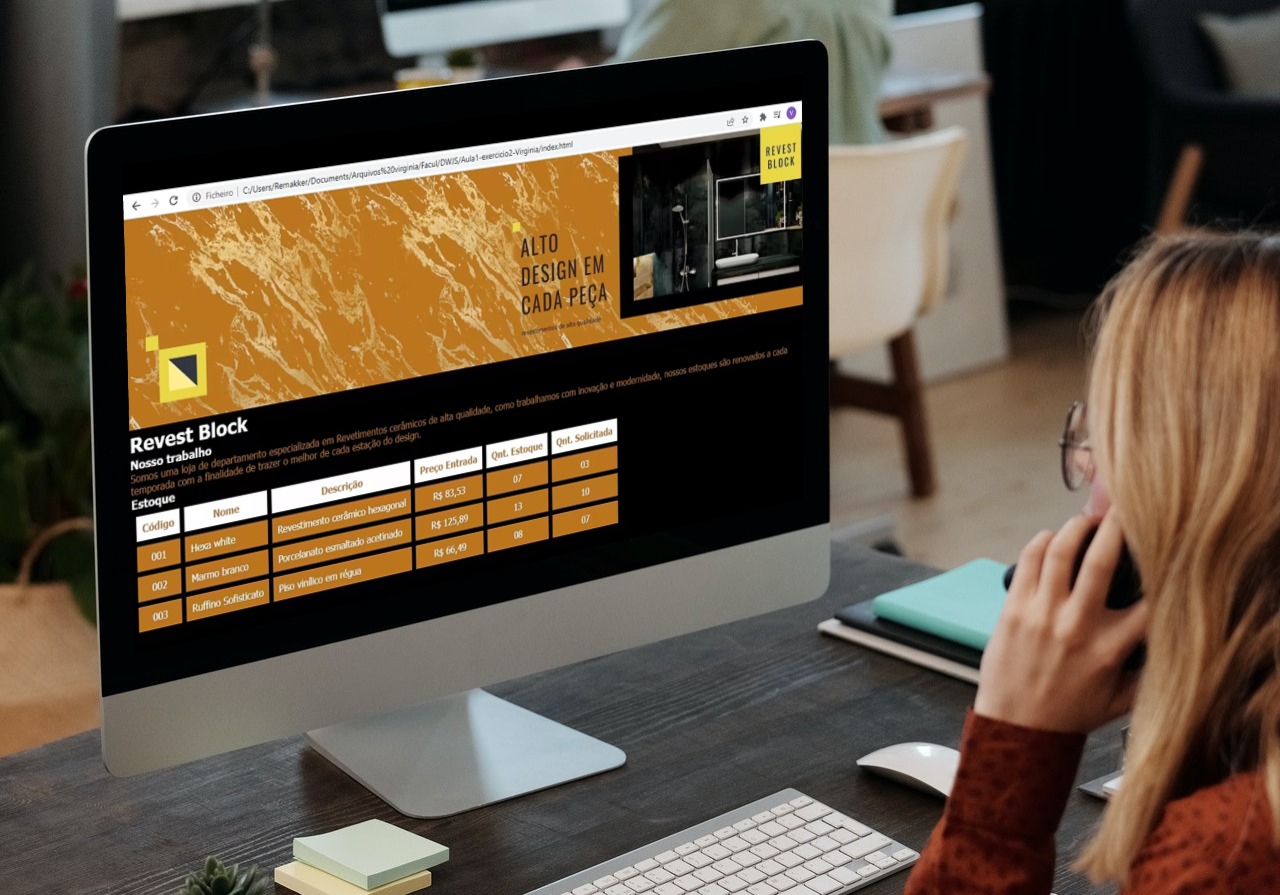 Ficheiro | C:/Users/Remakker/Documents/Arquivos%20virginia/Facul/DWJS/Aula1-exercicio2-Virginia/index.html
V
REVEST
BLOCK
ALTO
DESIGN EM
CADA PEÇA
revestimentos de alta qualidade
Revest Block
Nosso trabalho
Somos uma loja de departamento especializada em Revetimentos cerâmicos de alta qualidade, como trabalhamos com inovação e modernidade, nossos estoques são renovados a cada
temporada com a finalidade de trazer o melhor de cada estação do design.
Estoque
Código Nome Descrição Preço Entrada Qnt. Estoque Qnt. Solicitada
001 Hexa white Revestimento cerâmico hexagonal R$ 83,53 07 03
002 Marmo branco Porcelanato esmaltado acetinado R$ 125,89 13 10
003 Ruffino Sofisticato Piso vinílico em régua R$ 66,49 08 07